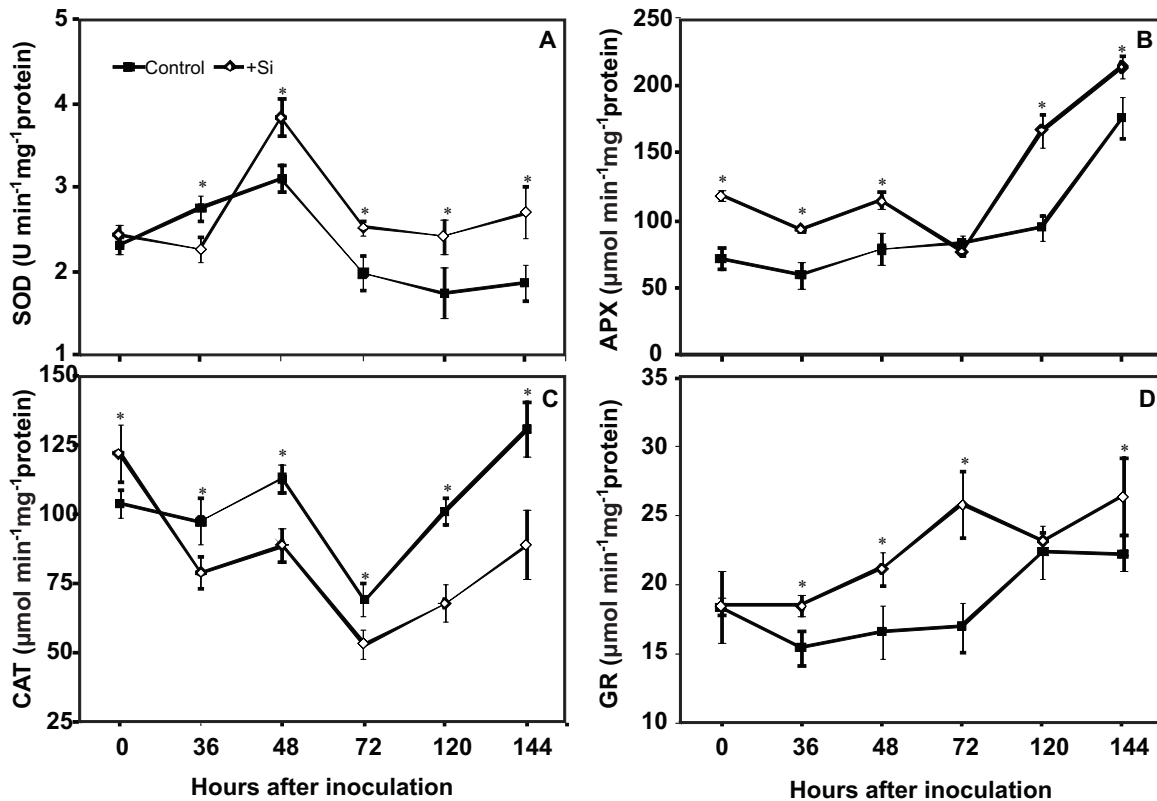 A
Control +Si
SOD (U min⁻¹mg⁻¹protein)
5
4
3
2
1
* * * * *
B
APX (µmol min⁻¹mg⁻¹protein)
250
200
150
100
50
0
* * * * *
C
CAT (µmol min⁻¹mg⁻¹protein)
150
125
100
75
50
25
* * * * * *
0 36 48 72 120 144
Hours after inoculation
D
GR (µmol min⁻¹mg⁻¹protein)
35
30
25
20
15
10
* * * *
0 36 48 72 120 144
Hours after inoculation